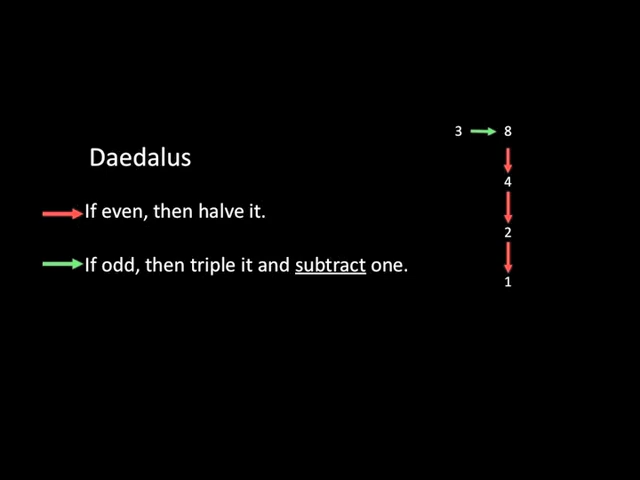 3 8
Daedalus
4
If even, then halve it.
2
If odd, then triple it and subtract one.
1